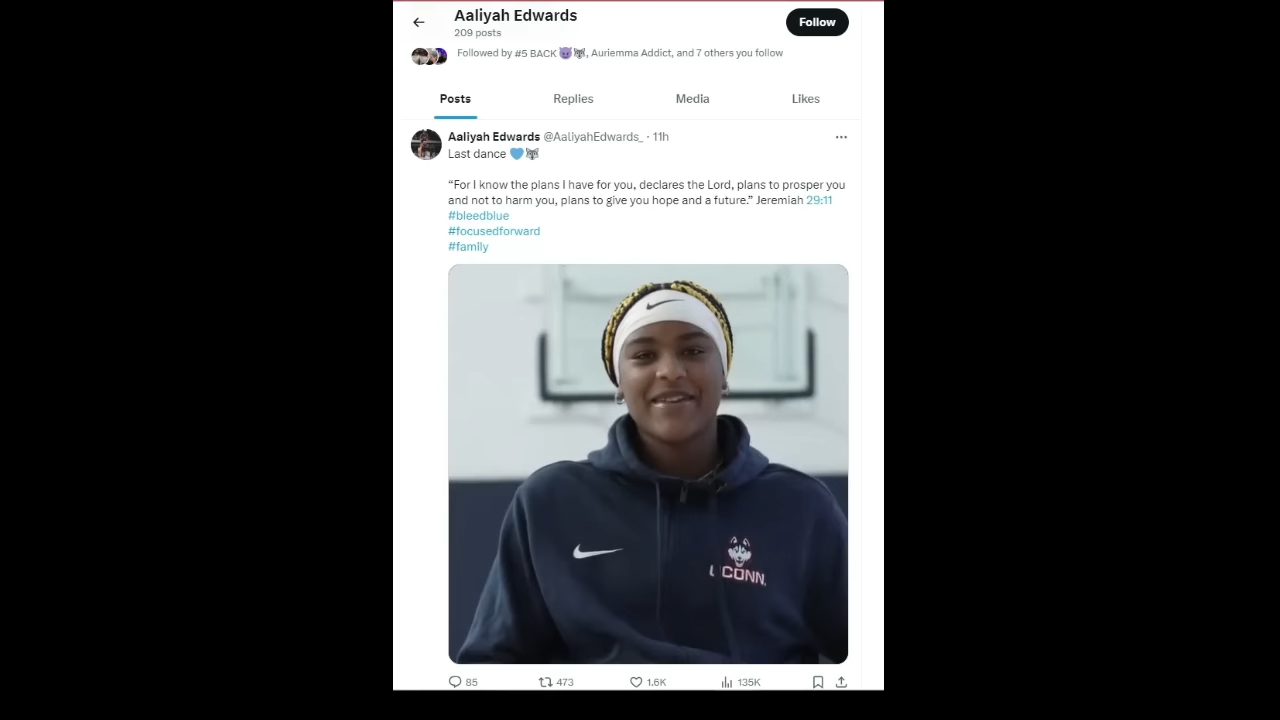 Aaliyah Edwards
209 posts
Follow
Followed by #5 BACK 😈🐺, Auriemma Addict, and 7 others you follow
Posts Replies Media Likes
Aaliyah Edwards @AaliyahEdwards_ · 11h
Last dance 💙🐺
“For I know the plans I have for you, declares the Lord, plans to prosper you
and not to harm you, plans to give you hope and a future.” Jeremiah 29:11
#bleedblue
#focusedforward
#family
UCONN
85 473 1.6K 135K